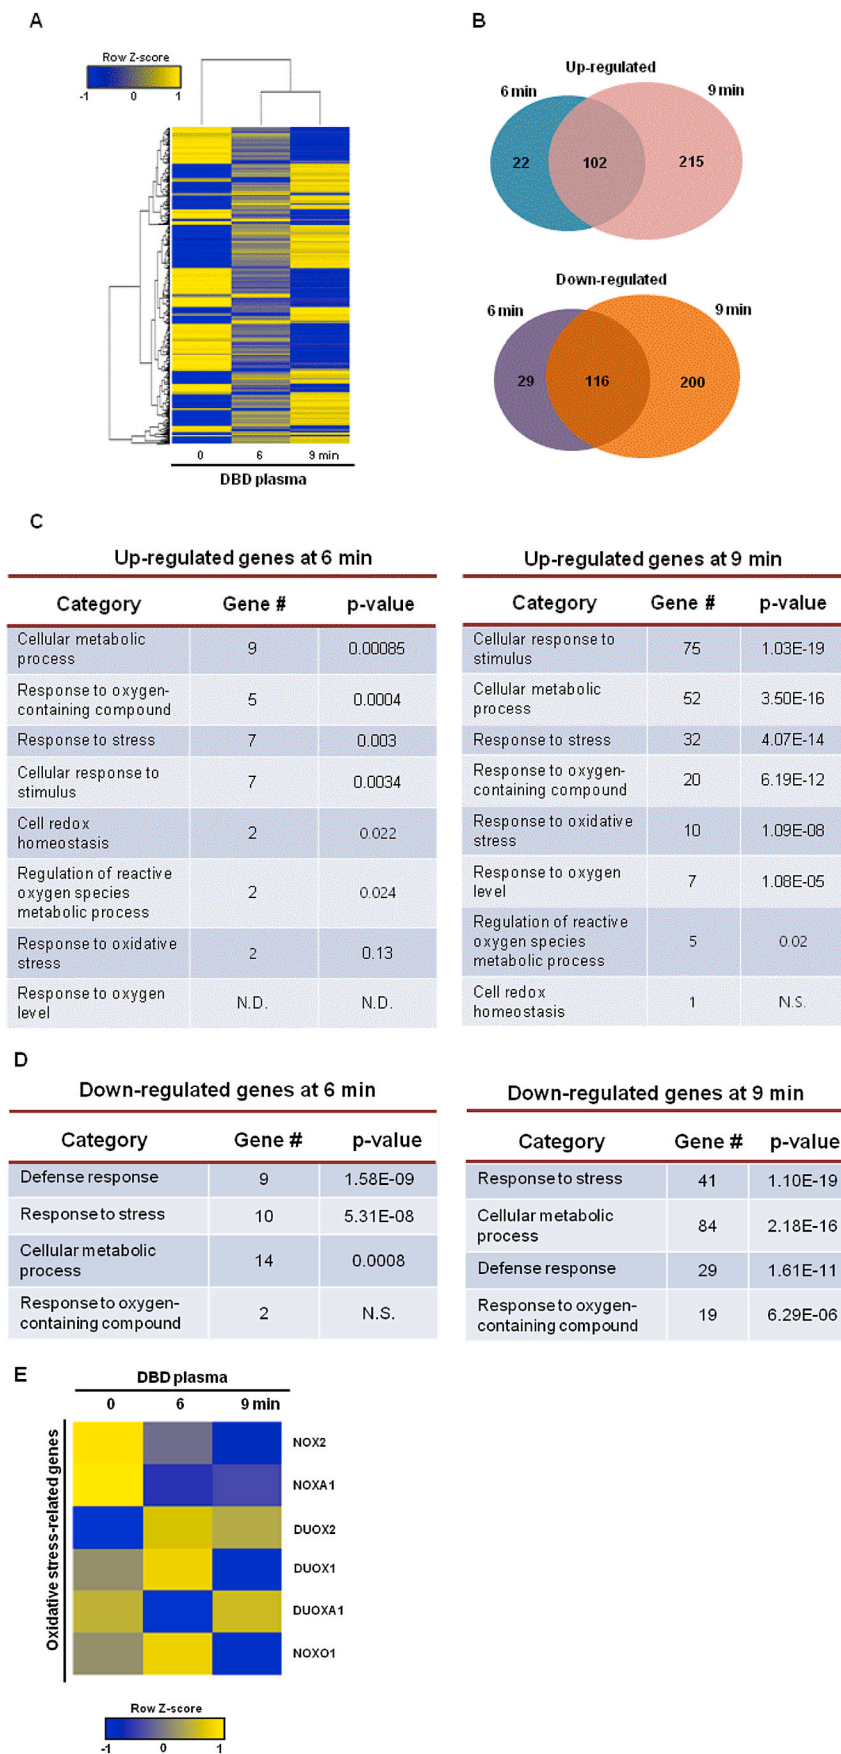 A
Row Z-score
-1 0 1
0 6 9 min
DBD plasma
B
Up-regulated
6 min 9 min
22 102 215
Down-regulated
6 min 9 min
29 116 200
C
Up-regulated genes at 6 min
Category Gene # p-value
Cellular metabolic
process 9 0.00085
Response to oxygen-
containing compound 5 0.0004
Response to stress 7 0.003
Cellular response to
stimulus 7 0.0034
Cell redox
homeostasis 2 0.022
Regulation of reactive
oxygen species
metabolic process 2 0.024
Response to oxidative
stress 2 0.13
Response to oxygen
level N.D. N.D.
Up-regulated genes at 9 min
Category Gene # p-value
Cellular response to
stimulus 75 1.03E-19
Cellular metabolic
process 52 3.50E-16
Response to stress 32 4.07E-14
Response to oxygen-
containing compound 20 6.19E-12
Response to oxidative
stress 10 1.09E-08
Response to oxygen
level 7 1.08E-05
Regulation of reactive
oxygen species
metabolic process 5 0.02
Cell redox
homeostasis 1 N.S.
D
Down-regulated genes at 6 min
Category Gene # p-value
Defense response 9 1.58E-09
Response to stress 10 5.31E-08
Cellular metabolic
process 14 0.0008
Response to oxygen-
containing compound 2 N.S.
Down-regulated genes at 9 min
Category Gene # p-value
Response to stress 41 1.10E-19
Cellular metabolic
process 84 2.18E-16
Defense response 29 1.61E-11
Response to oxygen-
containing compound 19 6.29E-06
E
DBD plasma
0 6 9 min
Oxidative stress-related genes
NOX2
NOXA1
DUOX2
DUOX1
DUOXA1
NOXO1
Row Z-score
-1 0 1